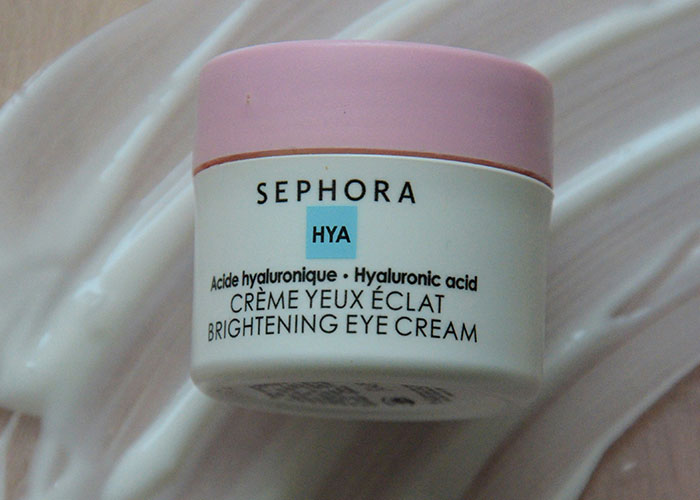 SEPHORA
HYA
Acide hyaluronique • Hyaluronic acid
CRÈME YEUX ÉCLAT
BRIGHTENING EYE CREAM